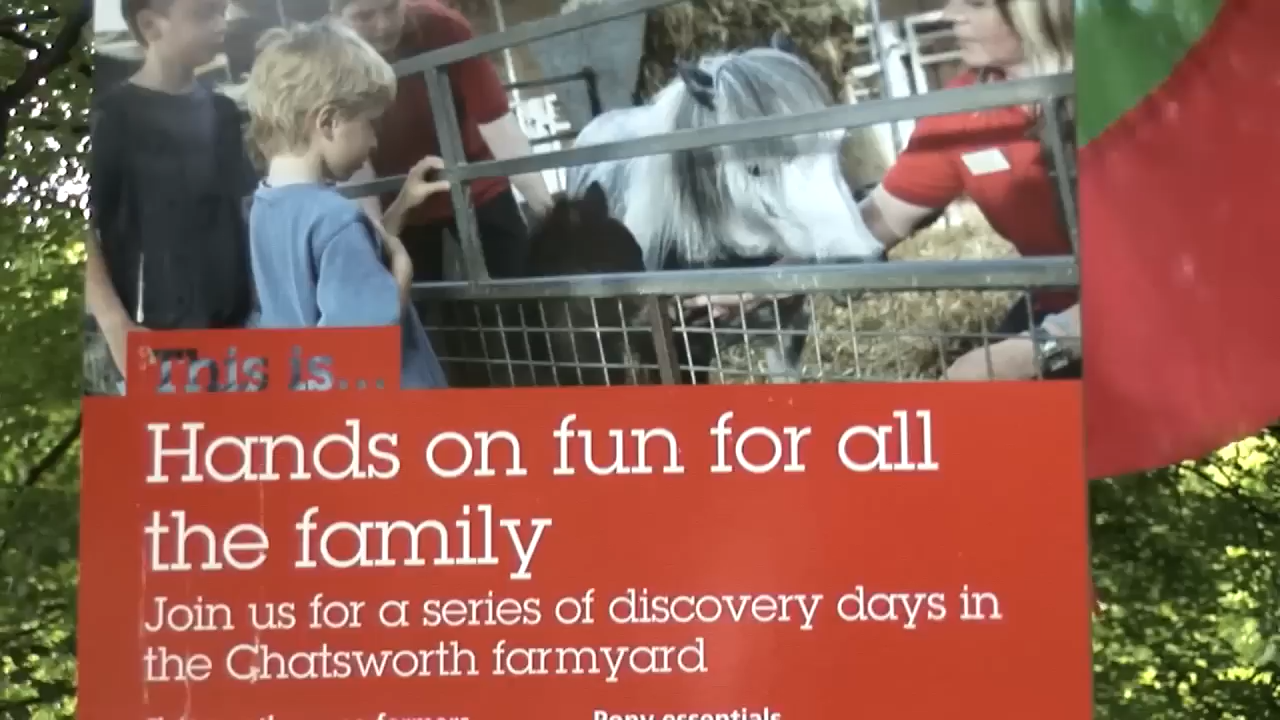 This is...
Hands on fun for all
the family
Join us for a series of discovery days in
the Chatsworth farmyard
Pony essentials